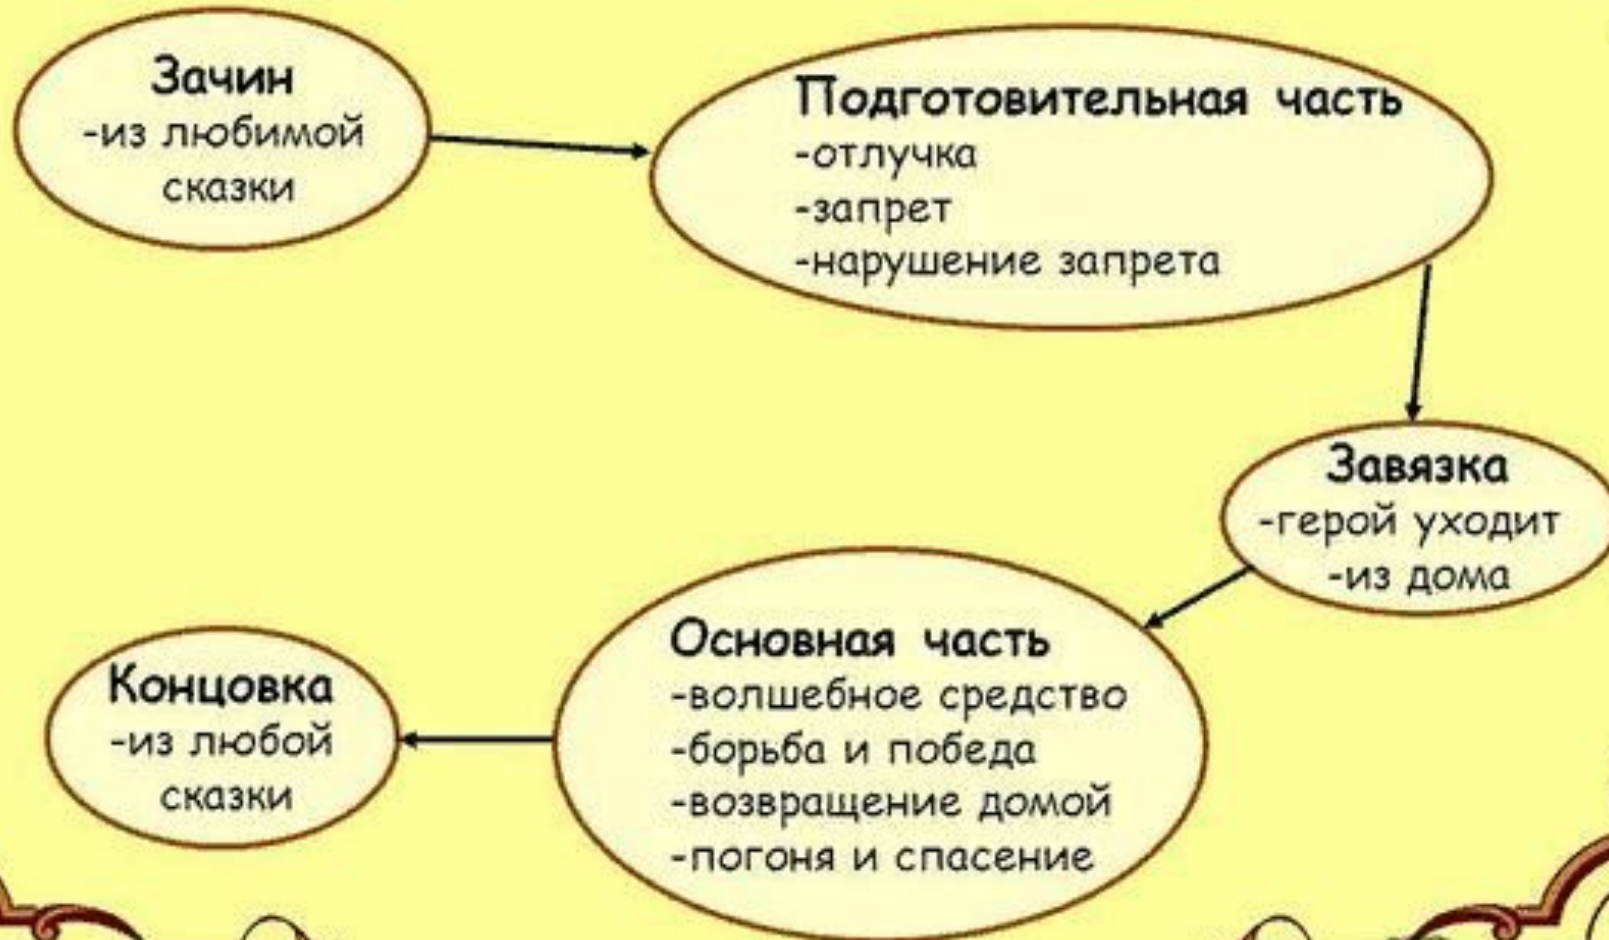 Зачин
-из любимой
сказки
Подготовительная часть
-отлучка
-запрет
-нарушение запрета
Завязка
-герой уходит
-из дома
Основная часть
-волшебное средство
-борьба и победа
-возвращение домой
-погоня и спасение
Концовка
-из любой
сказки